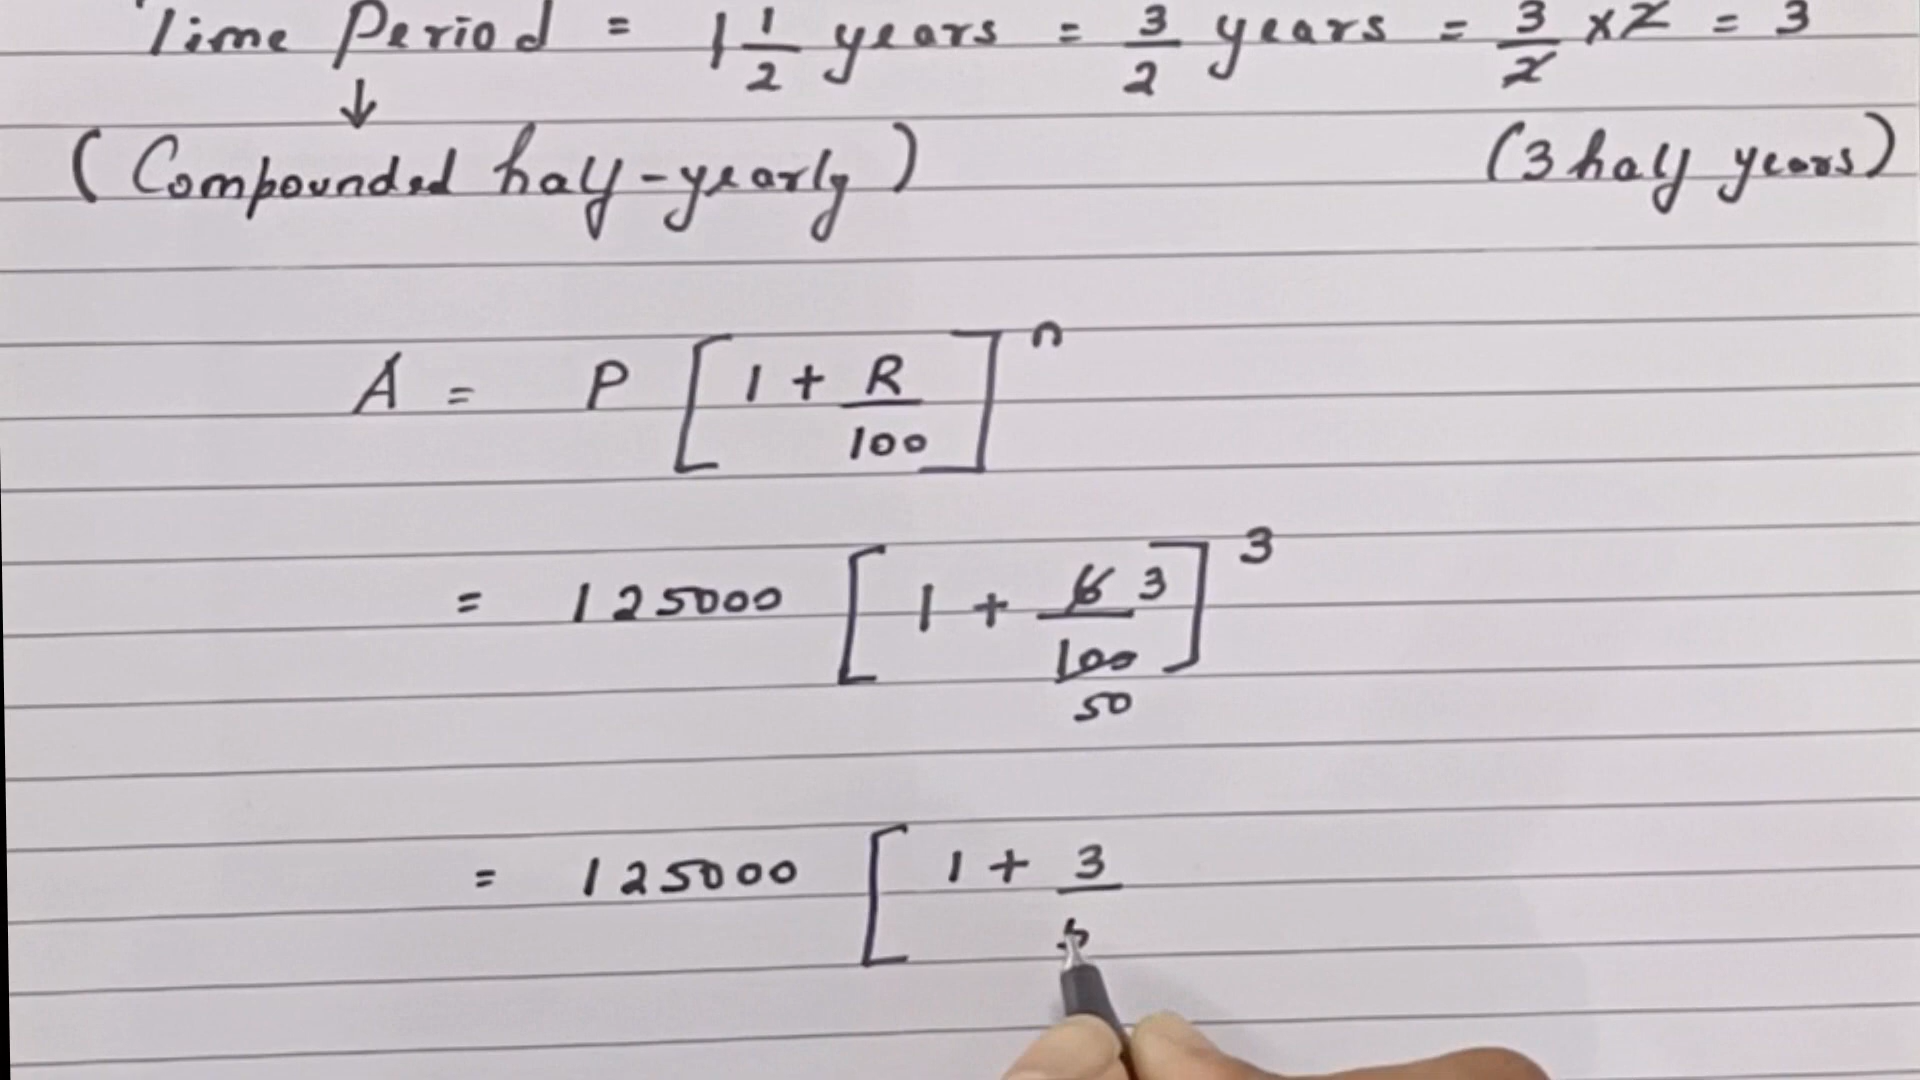 Time Period = 1 1/2 years = 3/2 years = 3/2 × 2 = 3
↓
(Compounded half-yearly) (3 half years)
A = P [1 + R/100]^n
= 125000 [1 + 6/100]^3 3 50
= 125000 [1 + 3/5